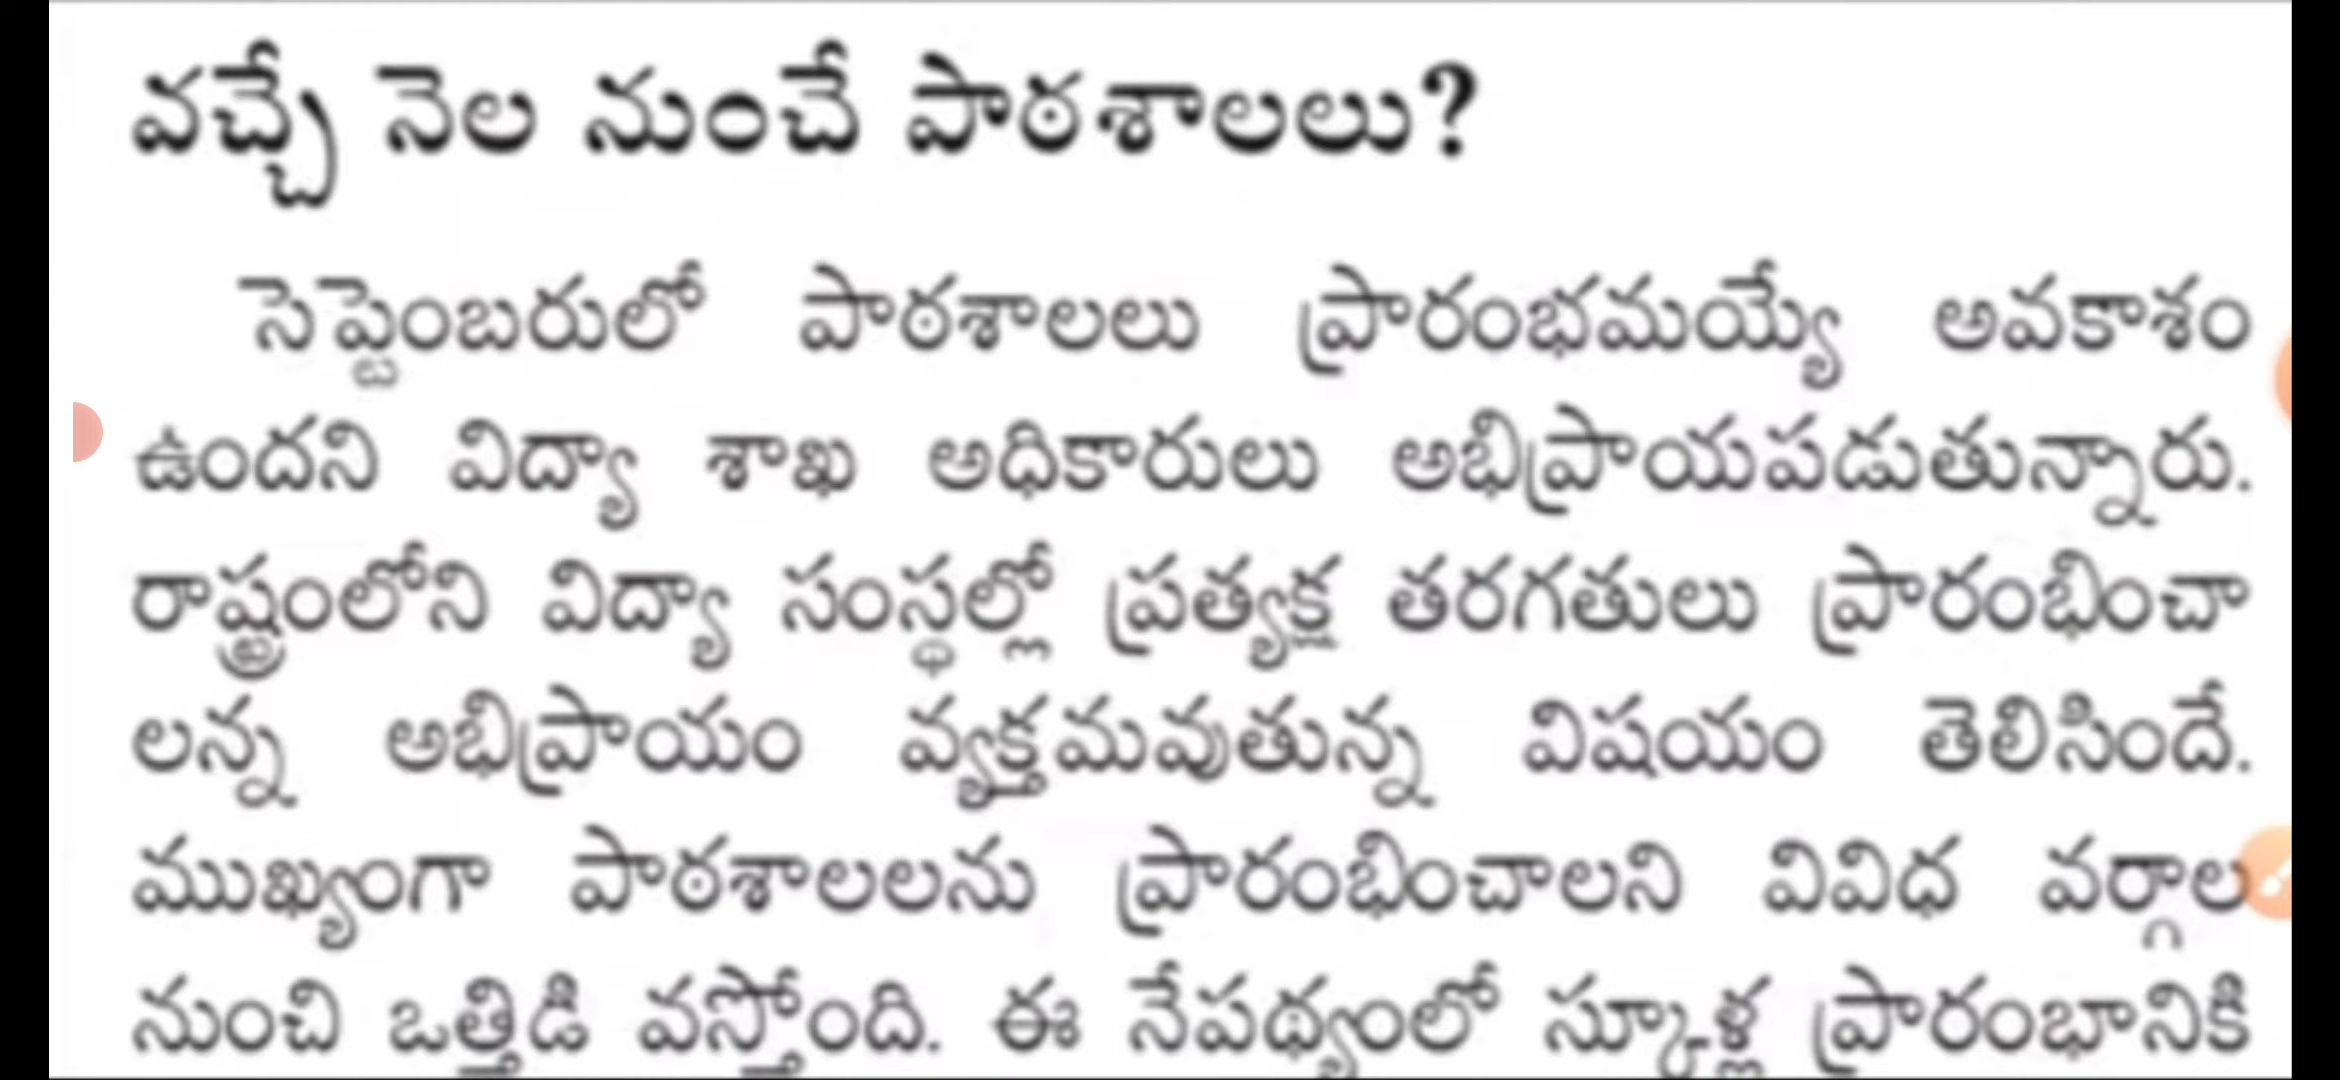 వచ్చే నెల నుంచే పాఠశాలలు?
సెప్టెంబరులో పాఠశాలలు ప్రారంభమయ్యే అవకాశం
ఉందని విద్యా శాఖ అధికారులు అభిప్రాయపడుతున్నారు.
రాష్ట్రంలోని విద్యా సంస్థల్లో ప్రత్యక్ష తరగతులు ప్రారంభించా
లన్న అభిప్రాయం వ్యక్తమవుతున్న విషయం తెలిసిందే.
ముఖ్యంగా పాఠశాలలను ప్రారంభించాలని వివిధ వర్గాల
నుంచి ఒత్తిడి వస్తోంది. ఈ నేపథ్యంలో స్కూళ్ల ప్రారంభానికి